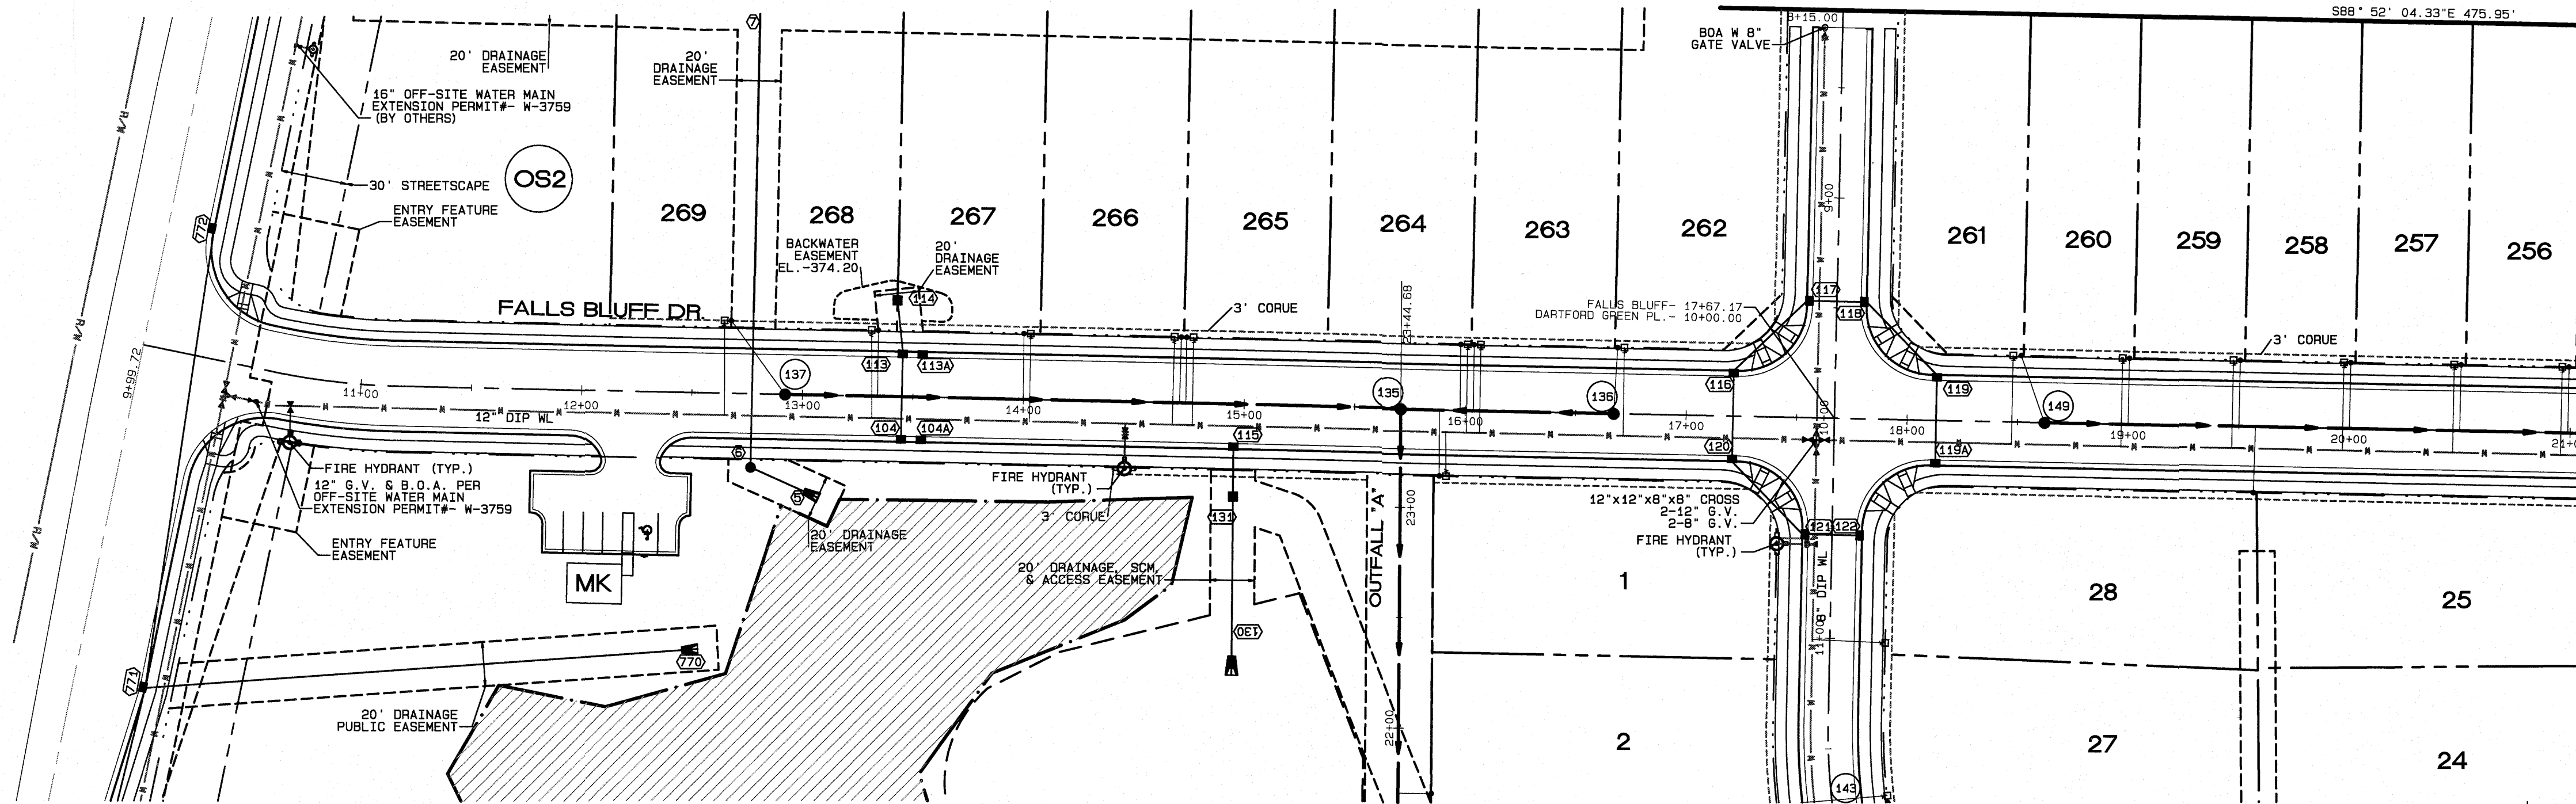 S88° 52' 04.33"E 475.95'
8+15.00
BOA W 8"
GATE VALVE
7
20' DRAINAGE
EASEMENT
20'
DRAINAGE
EASEMENT
16" OFF-SITE WATER MAIN
EXTENSION PERMIT#- W-3759
(BY OTHERS)
R/W
R/W
R/W
OS2
30' STREETSCAPE
ENTRY FEATURE
EASEMENT
772
269
268
267
266
265
264
263
262
261
260
259
258
257
256
9+00
BACKWATER
EASEMENT
EL.-374.20
20'
DRAINAGE
EASEMENT
114
FALLS BLUFF DR.
3' CORUE
23+44.68
FALLS BLUFF- 17+67.17
DARTFORD GREEN PL.- 10+00.00
117
118
3' CORUE
9+99.72
113
113A
137
135
136
116
119
149
11+00
12+00
13+00
14+00
15+00
16+00
17+00
10+00
18+00
19+00
20+00
21+0
12" DIP WL
104
104A
115
120
119A
6
5
FIRE HYDRANT (TYP.)
12" G.V. & B.O.A. PER
OFF-SITE WATER MAIN
EXTENSION PERMIT#- W-3759
FIRE HYDRANT
(TYP.)
3' CORUE
131
23+00
12"x12"x8"x8" CROSS
2-12" G.V.
2-8" G.V.
FIRE HYDRANT
(TYP.)
121
122
ENTRY FEATURE
EASEMENT
20' DRAINAGE
EASEMENT
MK
20' DRAINAGE, SCM,
& ACCESS EASEMENT
OUTFALL "A"
8" DIP WL
11+00
1
28
25
130
770
771
20' DRAINAGE
PUBLIC EASEMENT
22+00
2
27
24
143